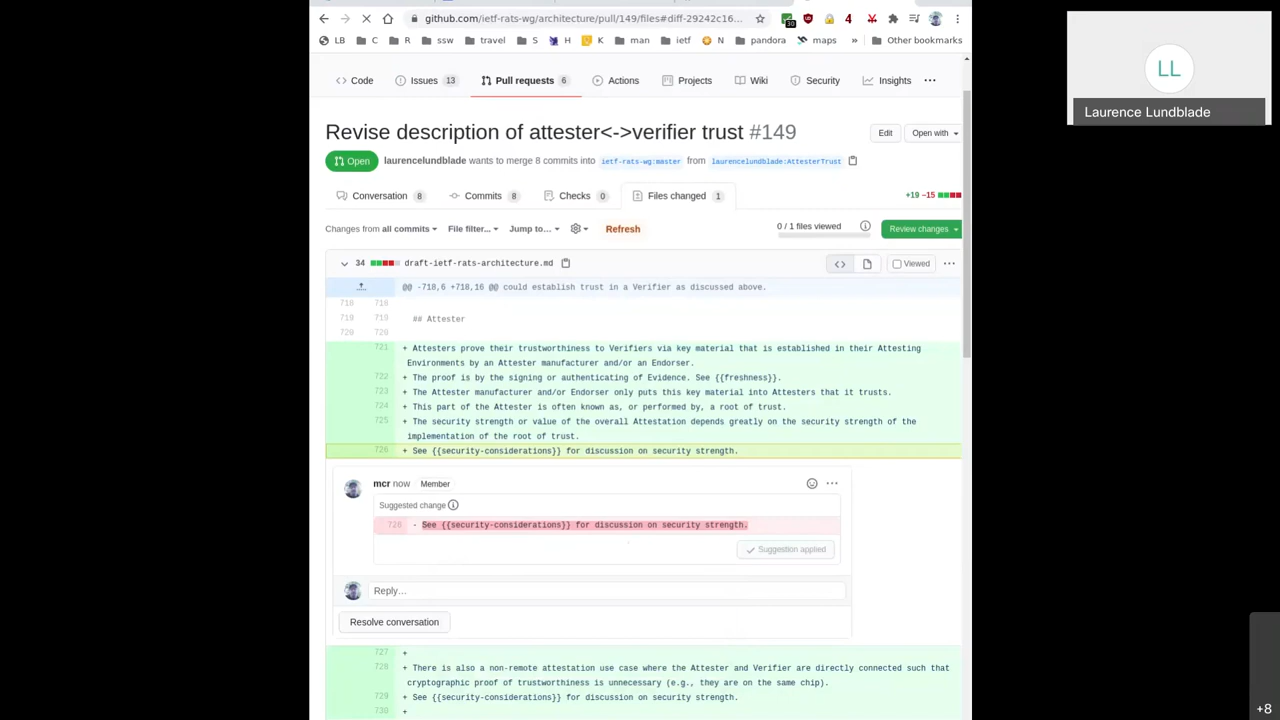 github.com/ietf-rats-wg/architecture/pull/149/files#diff-29242c16...
30
4
LB C R ssw travel S H K man ietf N pandora maps » Other bookmarks
Code Issues 13 Pull requests 6 Actions Projects Wiki Security Insights ...
Revise description of attester<->verifier trust #149
Edit Open with
Open laurencelundblade wants to merge 8 commits into ietf-rats-wg:master from laurencelundblade:AttesterTrust
Conversation 8 Commits 8 Checks 0 Files changed 1 +19 −15
Changes from all commits File filter... Jump to... Refresh 0 / 1 files viewed Review changes
34 draft-ietf-rats-architecture.md Viewed ...
@@ -718,6 +718,16 @@ could establish trust in a Verifier as discussed above.
718 718
719 719 ## Attester
720 720
721 + Attesters prove their trustworthiness to Verifiers via key material that is established in their Attesting
Environments by an Attester manufacturer and/or an Endorser.
722 + The proof is by the signing or authenticating of Evidence. See {{freshness}}.
723 + The Attester manufacturer and/or Endorser only puts this key material into Attesters that it trusts.
724 + This part of the Attester is often known as, or performed by, a root of trust.
725 + The security strength or value of the overall Attestation depends greatly on the security strength of the
implementation of the root of trust.
726 + See {{security-considerations}} for discussion on security strength.
mcr now Member ...
Suggested change
726 - See {{security-considerations}} for discussion on security strength.
Suggestion applied
Reply...
Resolve conversation
727 +
728 + There is also a non-remote attestation use case where the Attester and Verifier are directly connected such that
cryptographic proof of trustworthiness is unnecessary (e.g., they are on the same chip).
729 + See {{security-considerations}} for discussion on security strength.
730 +
LL
Laurence Lundblade
+8